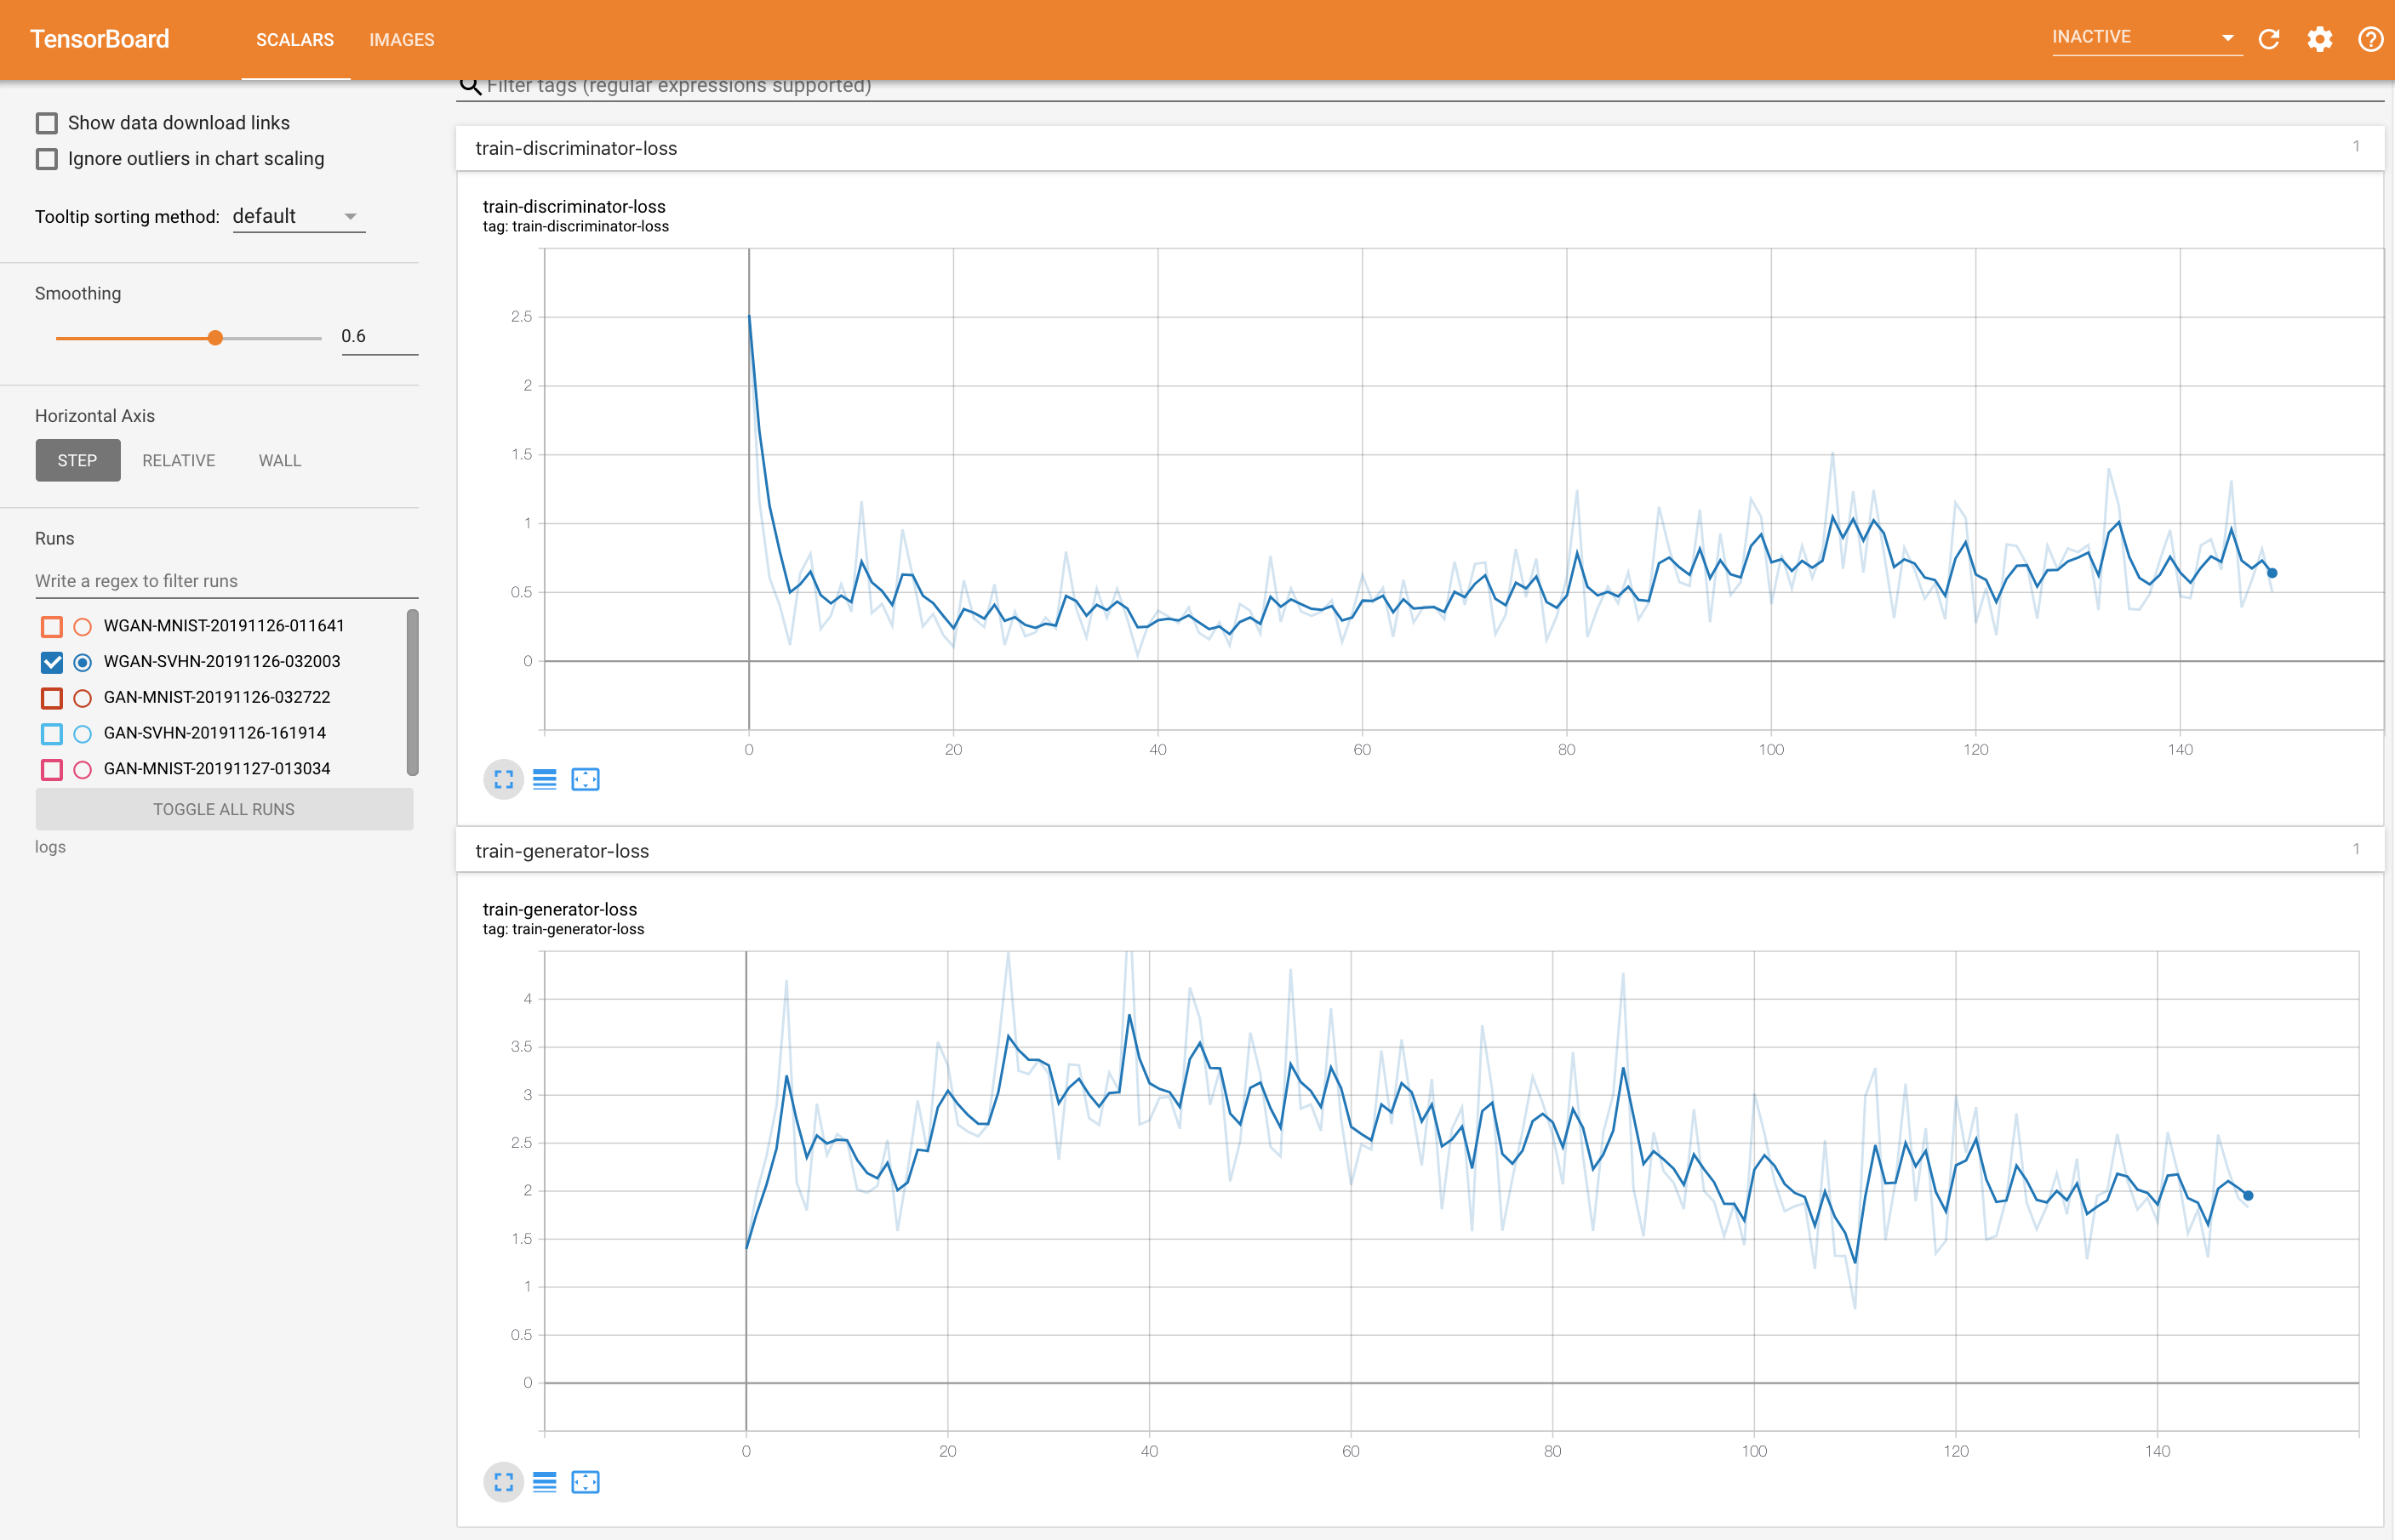 TensorBoard
SCALARS
IMAGES
INACTIVE
Filter tags (regular expressions supported)
Show data download links
Ignore outliers in chart scaling
Tooltip sorting method: default
Smoothing
0.6
Horizontal Axis
STEP
RELATIVE
WALL
Runs
Write a regex to filter runs
WGAN-MNIST-20191126-011641
WGAN-SVHN-20191126-032003
GAN-MNIST-20191126-032722
GAN-SVHN-20191126-161914
GAN-MNIST-20191127-013034
TOGGLE ALL RUNS
logs
train-discriminator-loss
1
train-discriminator-loss
tag: train-discriminator-loss
2.5
2
1.5
1
0.5
0
0 20 40 60 80 100 120 140
train-generator-loss
1
train-generator-loss
tag: train-generator-loss
4
3.5
3
2.5
2
1.5
1
0.5
0
0 20 40 60 80 100 120 140